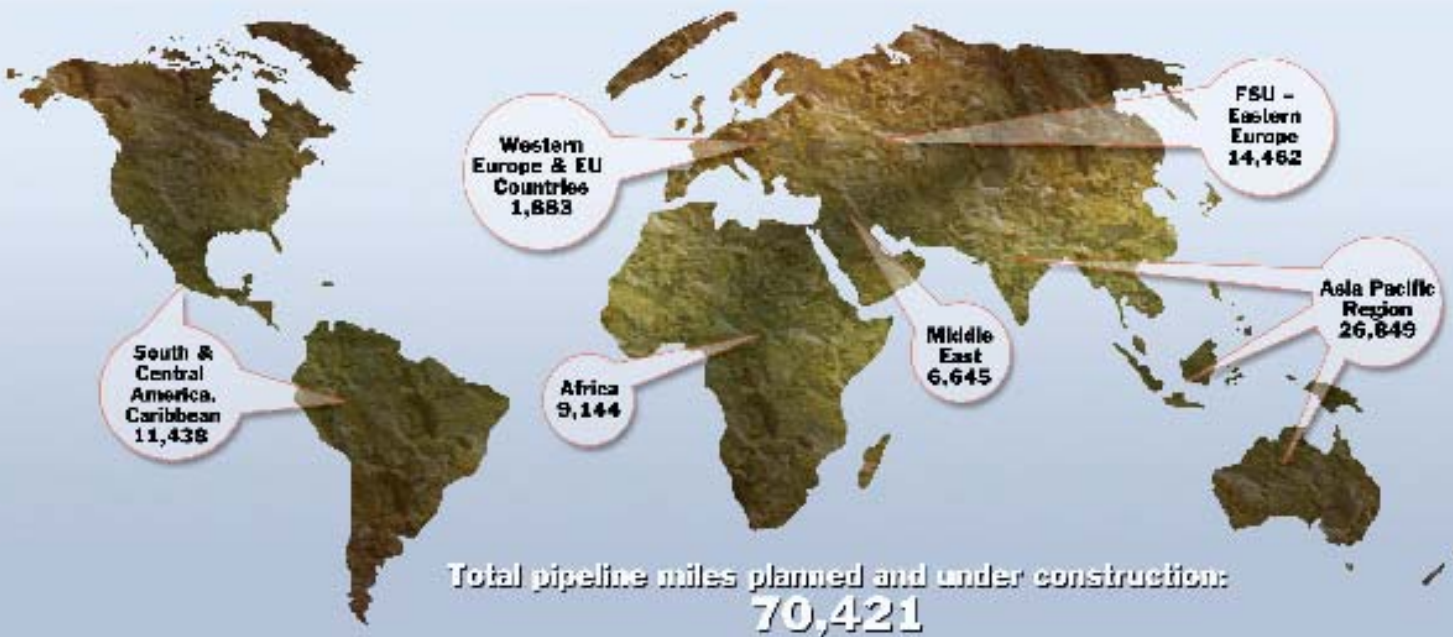 Western
Europe & EU
Countries
1,883
FSU –
Eastern
Europe
14,462
Asia Pacific
Region
26,849
Middle
East
6,645
Africa
9,144
South &
Central
America,
Caribbean
11,438
Total pipeline miles planned and under construction:
70,421